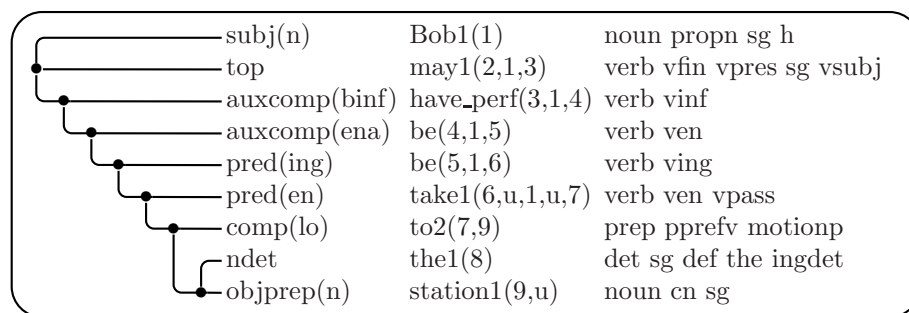 subj(n) Bob1(1) noun propn sg h
top may1(2,1,3) verb vfin vpres sg vsubj
auxcomp(binf) have_perf(3,1,4) verb vinf
auxcomp(ena) be(4,1,5) verb ven
pred(ing) be(5,1,6) verb ving
pred(en) take1(6,u,1,u,7) verb ven vpass
comp(lo) to2(7,9) prep pprefv motionp
ndet the1(8) det sg def the ingdet
objprep(n) station1(9,u) noun cn sg